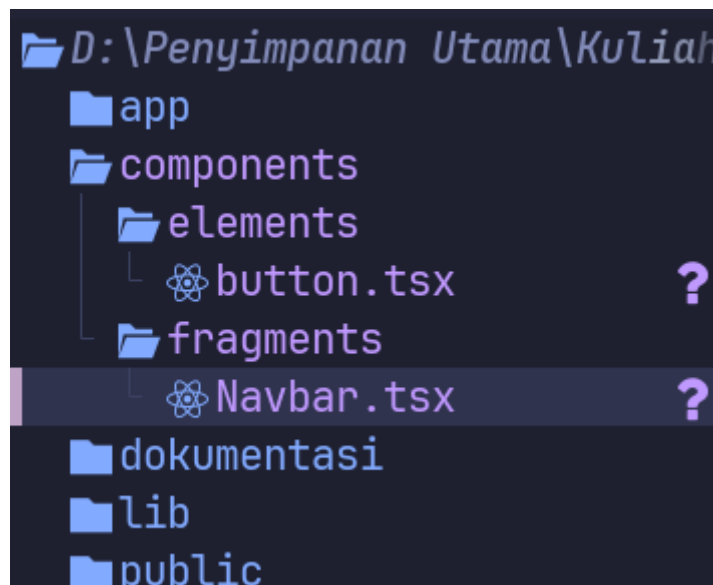 D:\Penyimpanan Utama\Kuliah
app
components
elements
button.tsx ?
fragments
Navbar.tsx ?
dokumentasi
lib
public